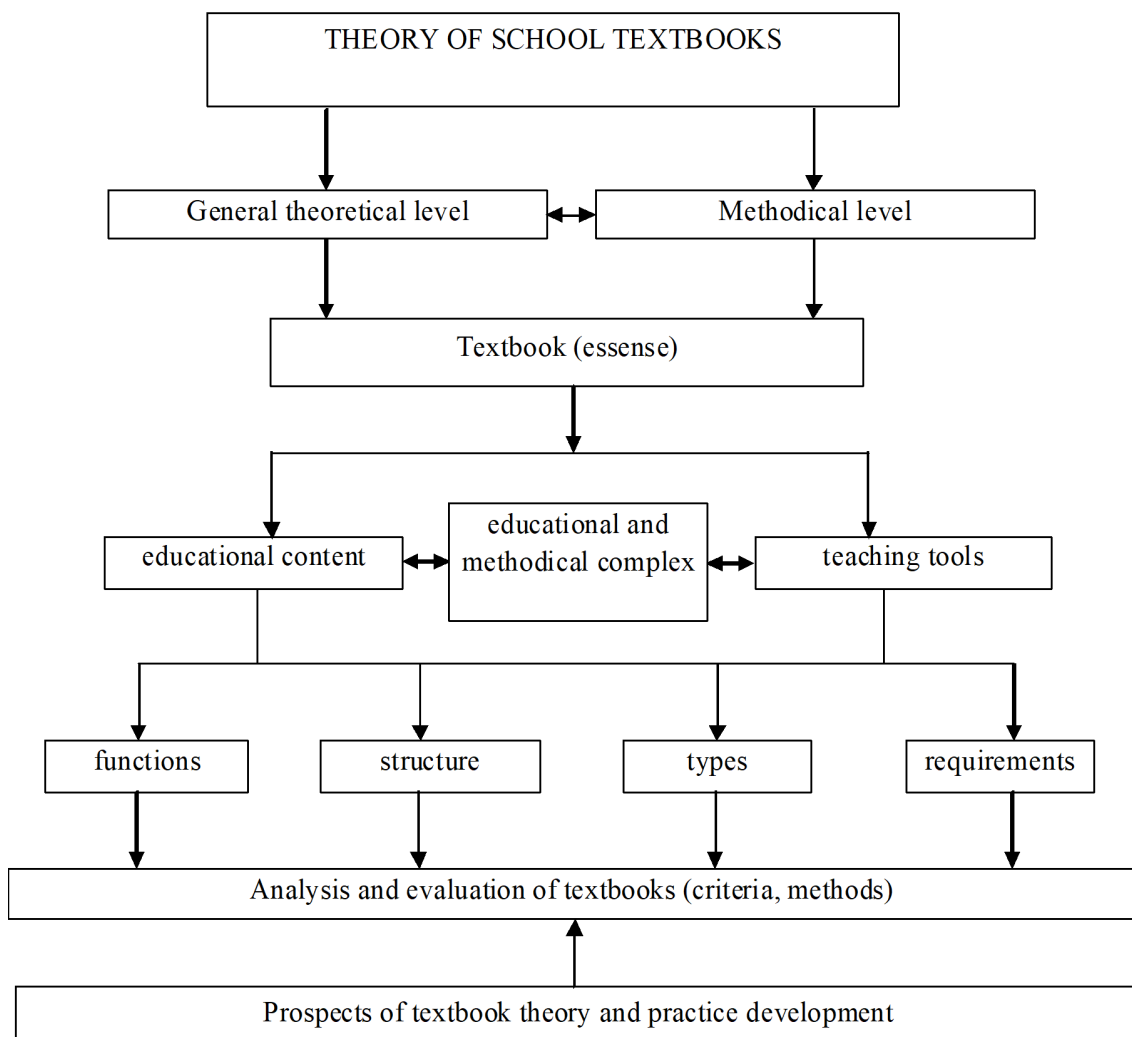 THEORY OF SCHOOL TEXTBOOKS
General theoretical level
Methodical level
Textbook (essense)
educational content
educational and
methodical complex
teaching tools
functions
structure
types
requirements
Analysis and evaluation of textbooks (criteria, methods)
Prospects of textbook theory and practice development